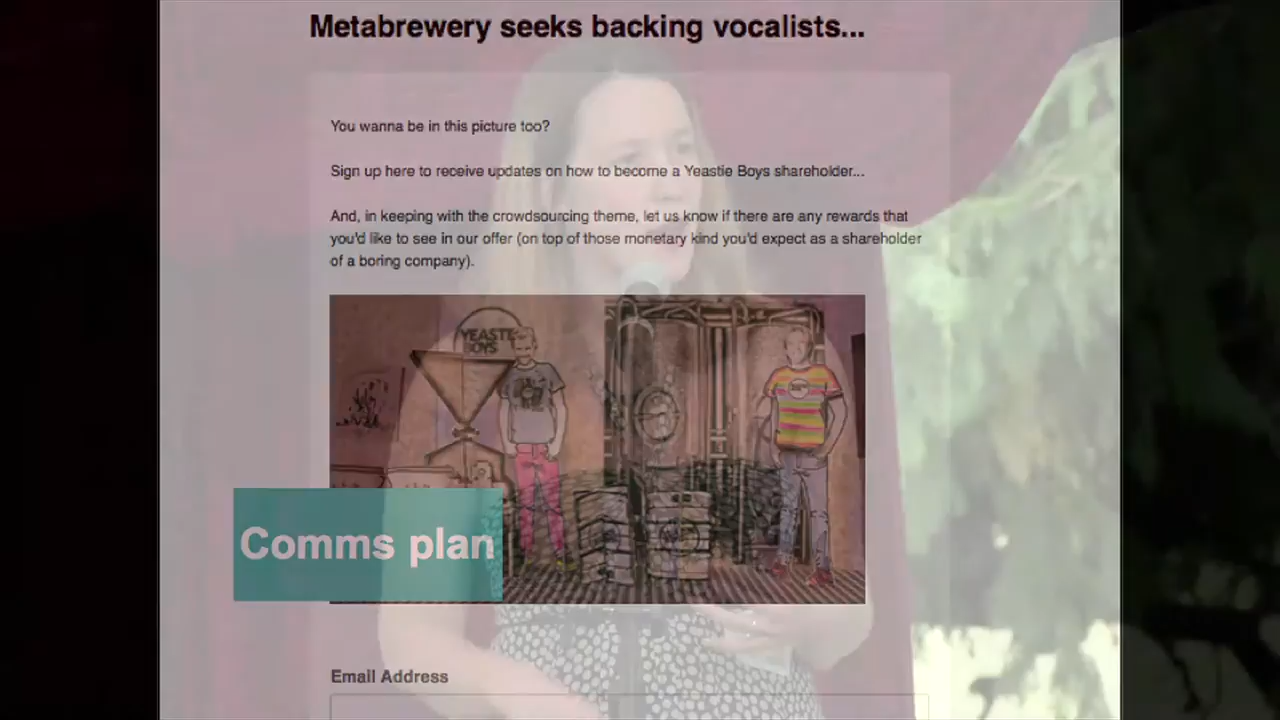 Metabrewery seeks backing vocalists...
You wanna be in this picture too?
Sign up here to receive updates on how to become a Yeastie Boys shareholder...
And, in keeping with the crowdsourcing theme, let us know if there are any rewards that
you'd like to see in our offer (on top of those monetary kind you'd expect as a shareholder
of a boring company).
YEASTIE
BOYS
Comms plan
Email Address